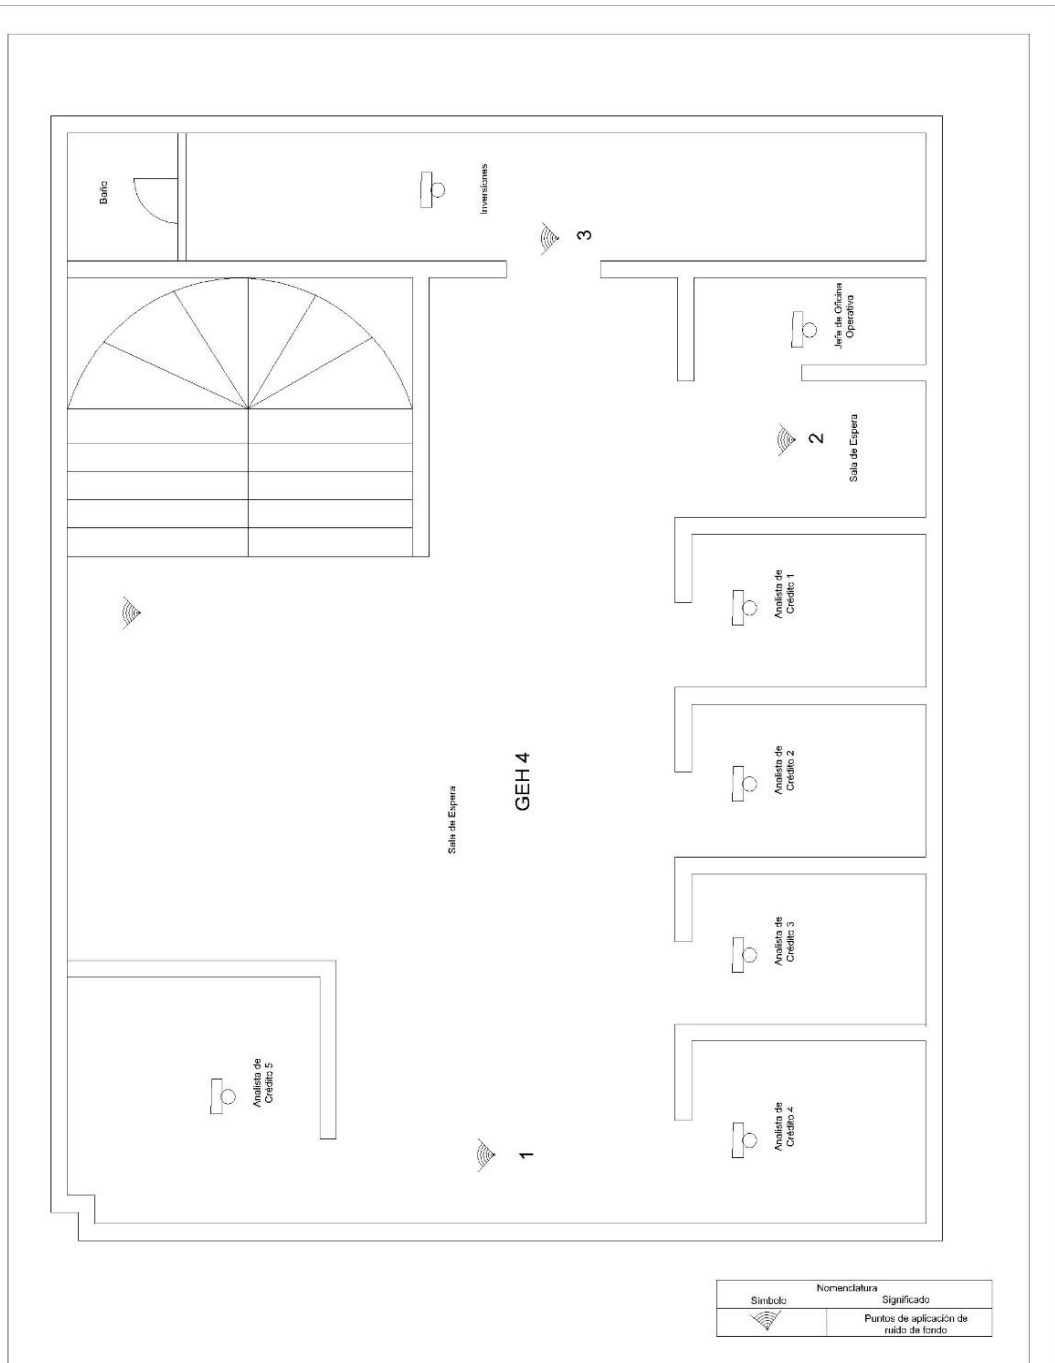 Baño
Inversiones
3
Jefe de Oficina
Operativa
2
Sala de Espera
Analista de
Crédito 1
Analista de
Crédito 2
GEH 4
Sala de Espera
Analista de
Crédito 3
Analista de
Crédito 5
Analista de
Crédito 4
1
Nomenclatura
Símbolo Significado
Puntos de aplicación de
ruido de fondo